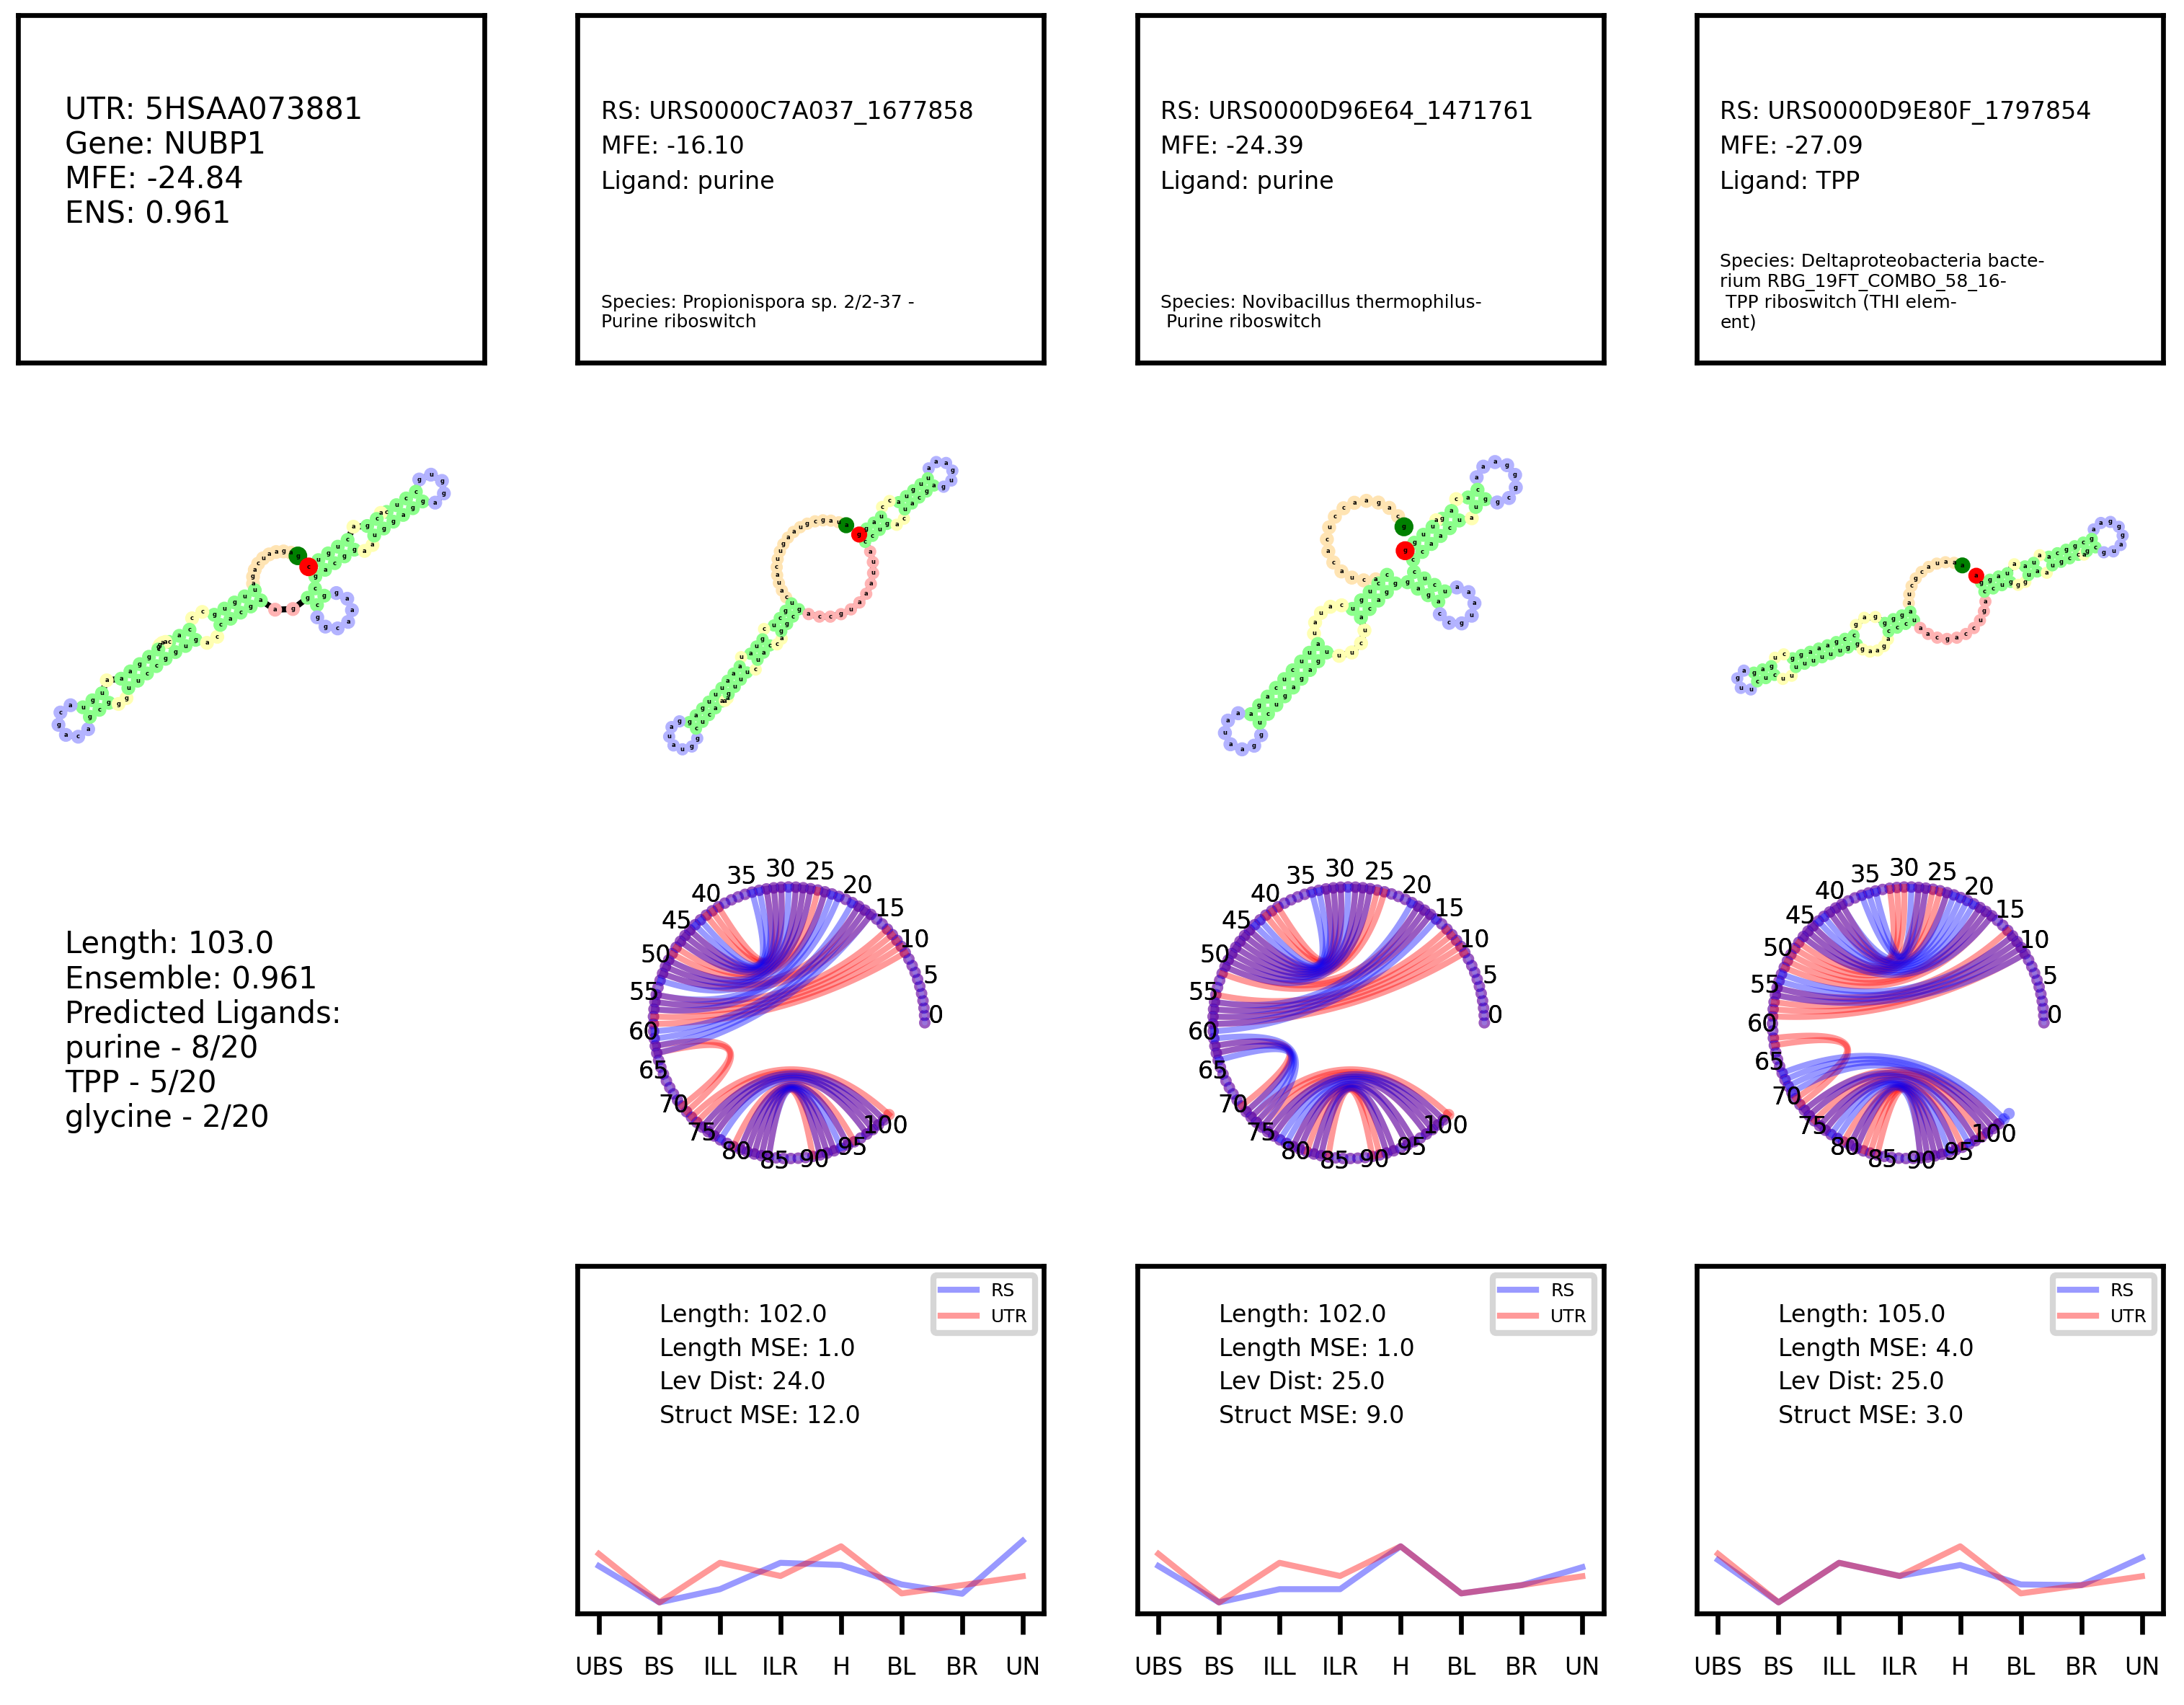 UTR: 5HSAA073881
Gene: NUBP1
MFE: -24.84
ENS: 0.961
RS: URS0000C7A037_1677858
MFE: -16.10
Ligand: purine
Species: Propionispora sp. 2/2-37 -
Purine riboswitch
RS: URS0000D96E64_1471761
MFE: -24.39
Ligand: purine
Species: Novibacillus thermophilus-
Purine riboswitch
RS: URS0000D9E80F_1797854
MFE: -27.09
Ligand: TPP
Species: Deltaproteobacteria bacte-
rium RBG_19FT_COMBO_58_16-
TPP riboswitch (THI elem-
ent)
Length: 103.0
Ensemble: 0.961
Predicted Ligands:
purine - 8/20
TPP - 5/20
glycine - 2/20
0
5
10
15
20
25
30
35
40
45
50
55
60
65
70
75
80
85
90
95
100
0
5
10
15
20
25
30
35
40
45
50
55
60
65
70
75
80
85
90
95
100
0
5
10
15
20
25
30
35
40
45
50
55
60
65
70
75
80
85
90
95
100
Length: 102.0
Length MSE: 1.0
Lev Dist: 24.0
Struct MSE: 12.0
RS
UTR
UBS BS ILL ILR H BL BR UN
Length: 102.0
Length MSE: 1.0
Lev Dist: 25.0
Struct MSE: 9.0
RS
UTR
UBS BS ILL ILR H BL BR UN
Length: 105.0
Length MSE: 4.0
Lev Dist: 25.0
Struct MSE: 3.0
RS
UTR
UBS BS ILL ILR H BL BR UN